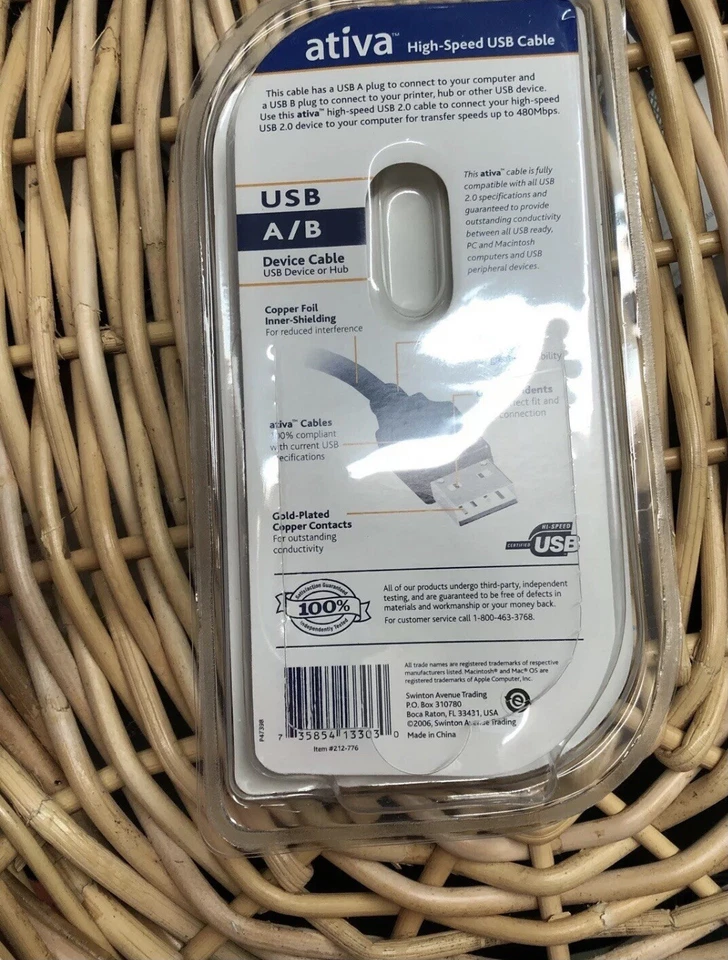 ativa™ High-Speed USB Cable
This cable has a USB A plug to connect to your computer and
a USB B plug to connect to your printer, hub or other USB device.
Use this ativa™ high-speed USB 2.0 cable to connect your high-speed
USB 2.0 device to your computer for transfer speeds up to 480Mbps.
USB
A/B
Device Cable
USB Device or Hub
This ativa™ cable is fully
compatible with all USB
2.0 specifications and
guaranteed to provide
outstanding conductivity
between all USB ready,
PC and Macintosh
computers and USB
peripheral devices.
Copper Foil
Inner-Shielding
For reduced interference
fit and
connection
ativa™ Cables
100% compliant
with current USB
specifications
Gold-Plated
Copper Contacts
For outstanding
conductivity
HI-SPEED
CERTIFIED USB
Satisfaction Guaranteed
100%
Independently Tested
All of our products undergo third-party, independent
testing, and are guaranteed to be free of defects in
materials and workmanship or your money back.
For customer service call 1-800-463-3768.
P47398
7 35854 13303 0
Item #212-776
All trade names are registered trademarks of respective
manufacturers listed. Macintosh® and Mac® OS are
registered trademarks of Apple Computer, Inc.
Swinton Avenue Trading
P.O. Box 310780
Boca Raton, FL 33431, USA
©2006, Swinton Avenue Trading
Made in China